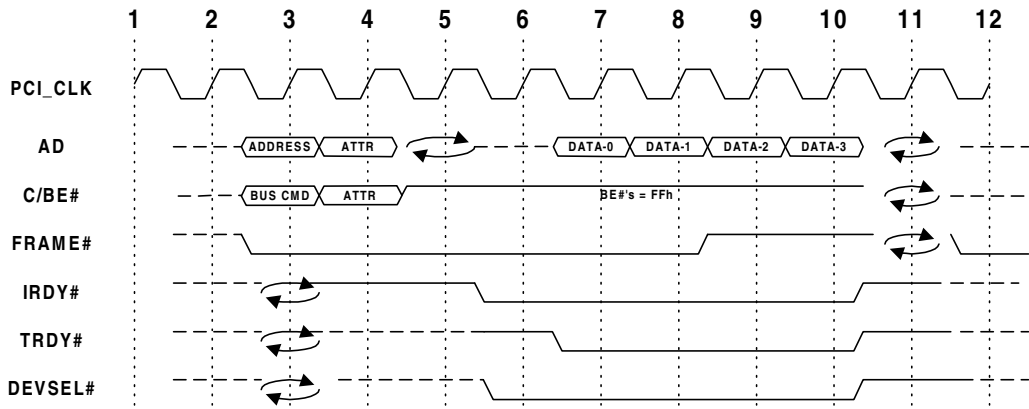 1 2 3 4 5 6 7 8 9 10 11 12
PCI_CLK
AD ADDRESS ATTR DATA-0 DATA-1 DATA-2 DATA-3
C/BE# BUS CMD ATTR BE#'s = FFh
FRAME#
IRDY#
TRDY#
DEVSEL#